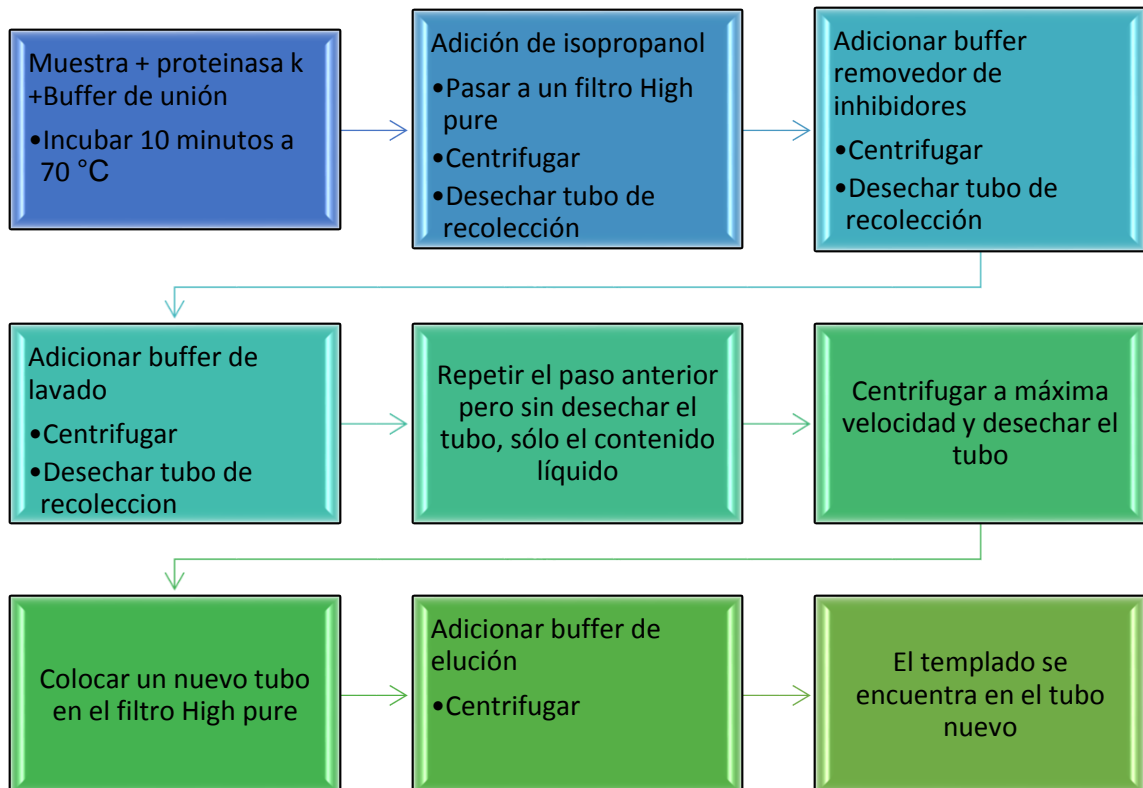 Muestra + proteinasa k
+Buffer de unión
•Incubar 10 minutos a
70 °C
Adición de isopropanol
•Pasar a un filtro High
pure
•Centrifugar
•Desechar tubo de
recolección
Adicionar buffer
removedor de
inhibidores
•Centrifugar
•Desechar tubo de
recolección
Adicionar buffer de
lavado
•Centrifugar
•Desechar tubo de
recoleccion
Repetir el paso anterior
pero sin desechar el
tubo, sólo el contenido
líquido
Centrifugar a máxima
velocidad y desechar el
tubo
Colocar un nuevo tubo
en el filtro High pure
Adicionar buffer de
elución
•Centrifugar
El templado se
encuentra en el tubo
nuevo